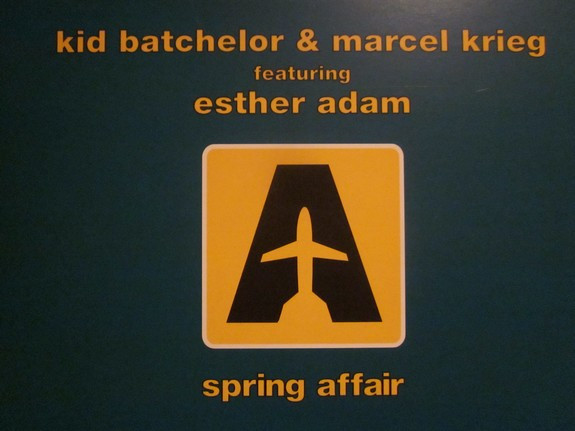 kid batchelor & marcel krieg
featuring
esther adam
A
spring affair